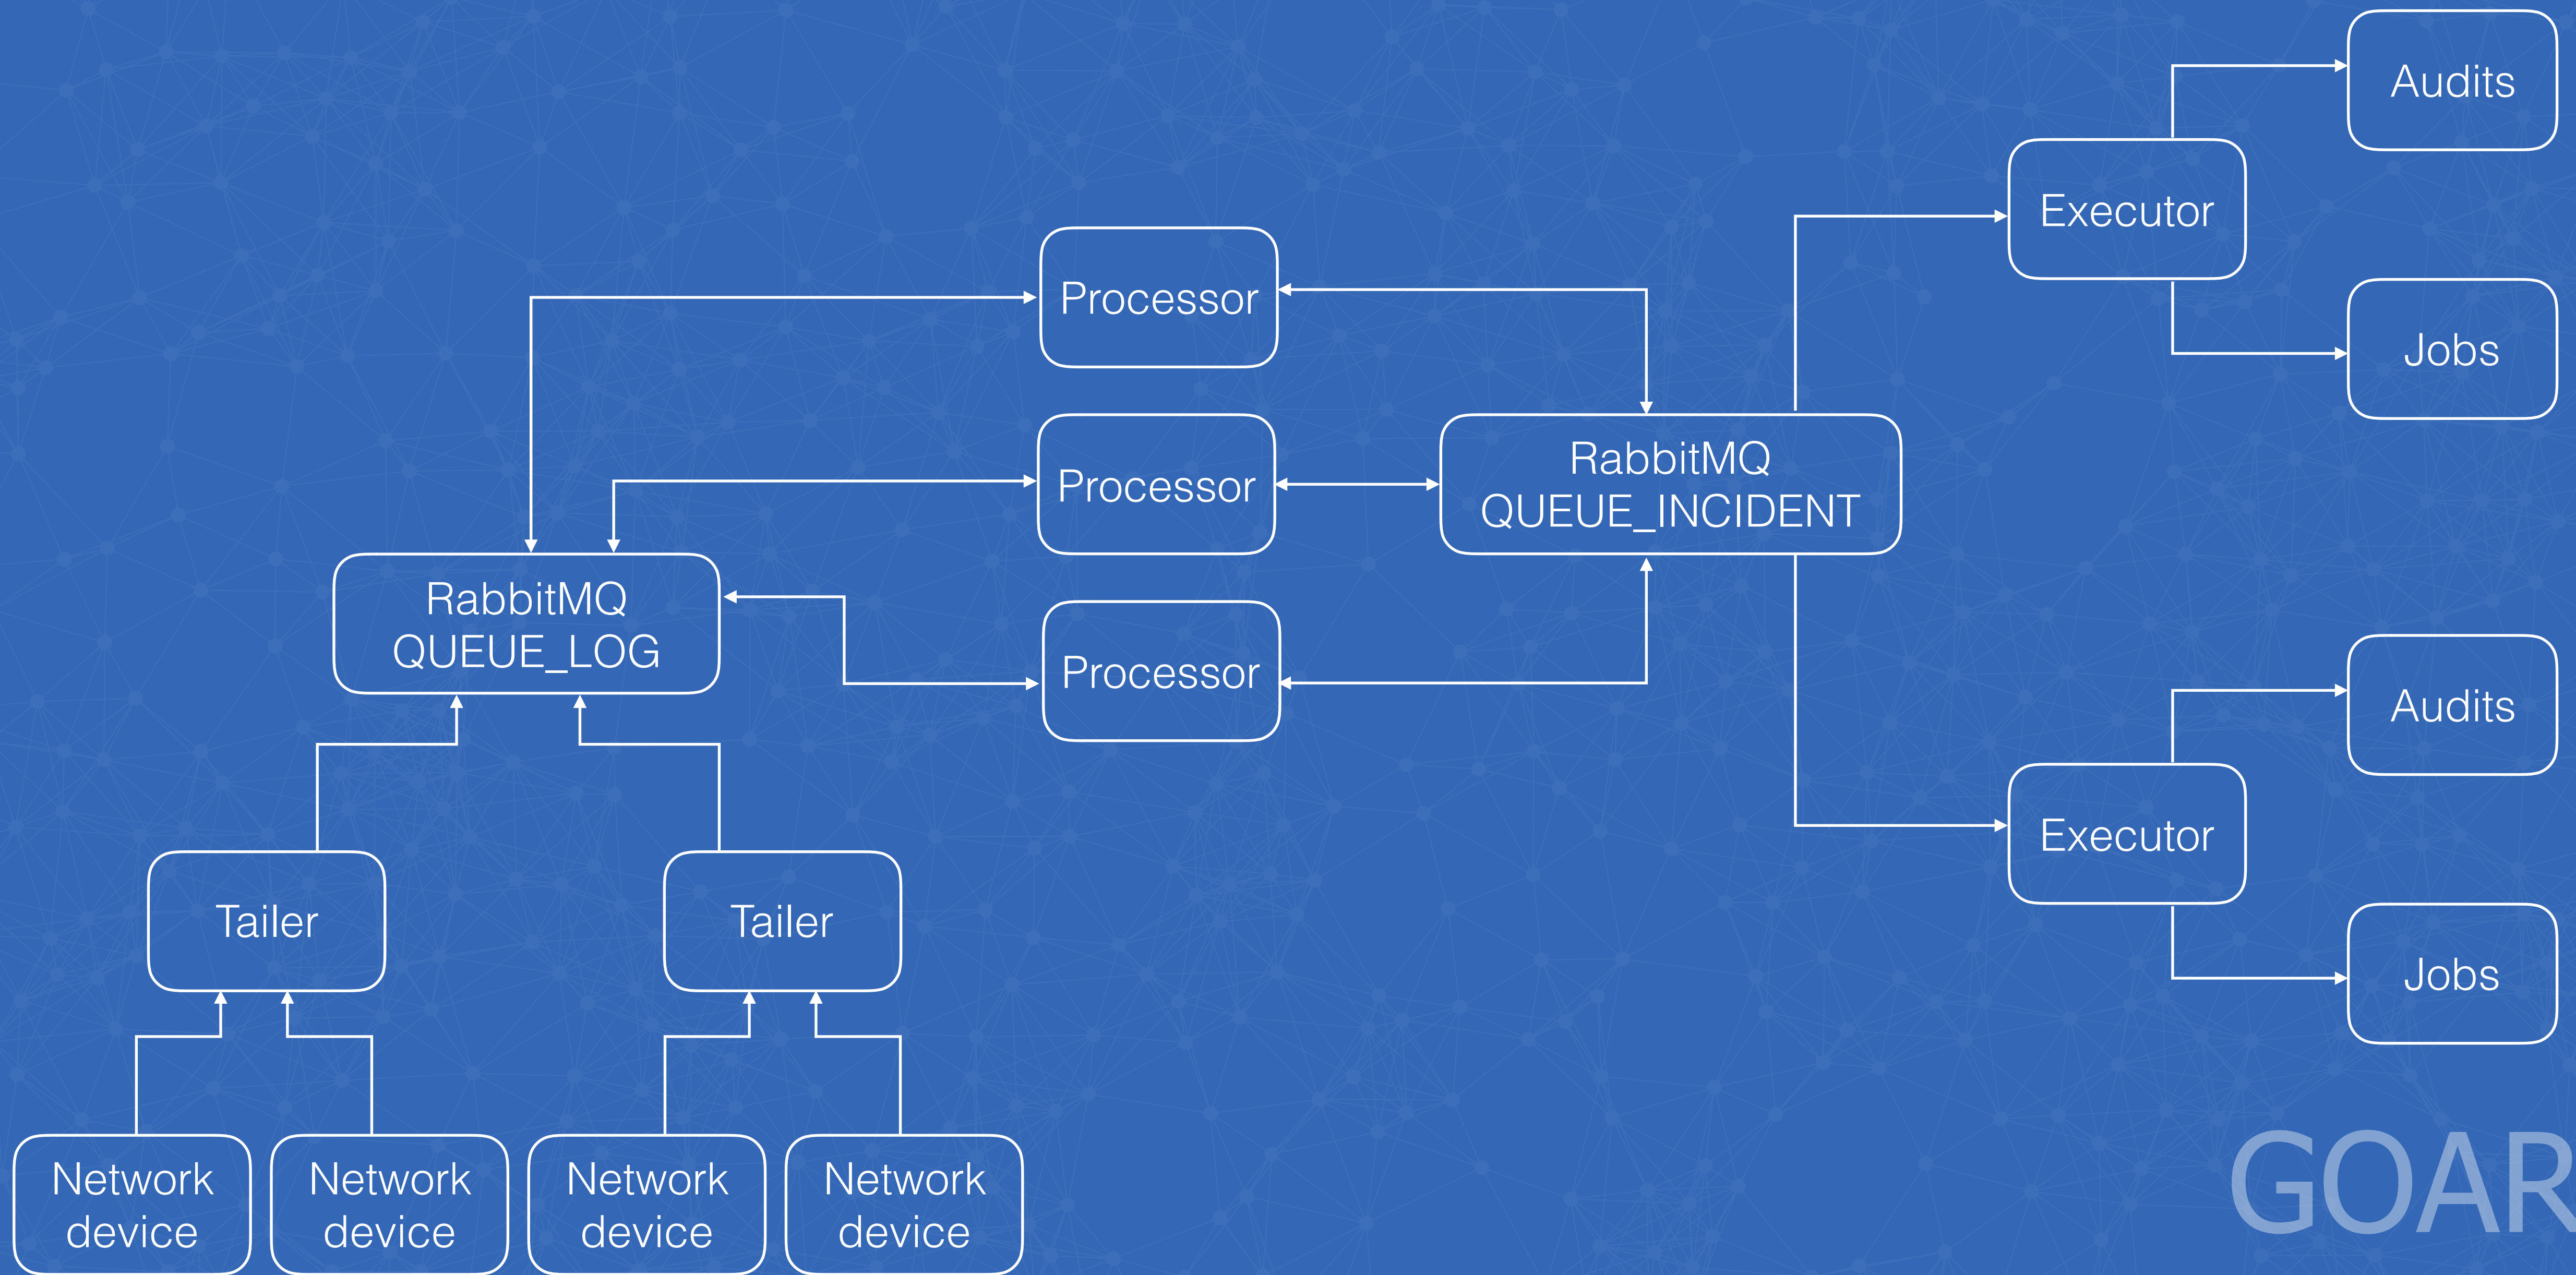 Audits
Executor
Jobs
Processor
Processor
Processor
RabbitMQ
QUEUE_INCIDENT
RabbitMQ
QUEUE_LOG
Audits
Executor
Jobs
Tailer
Tailer
Network
device
Network
device
Network
device
Network
device
GOAR